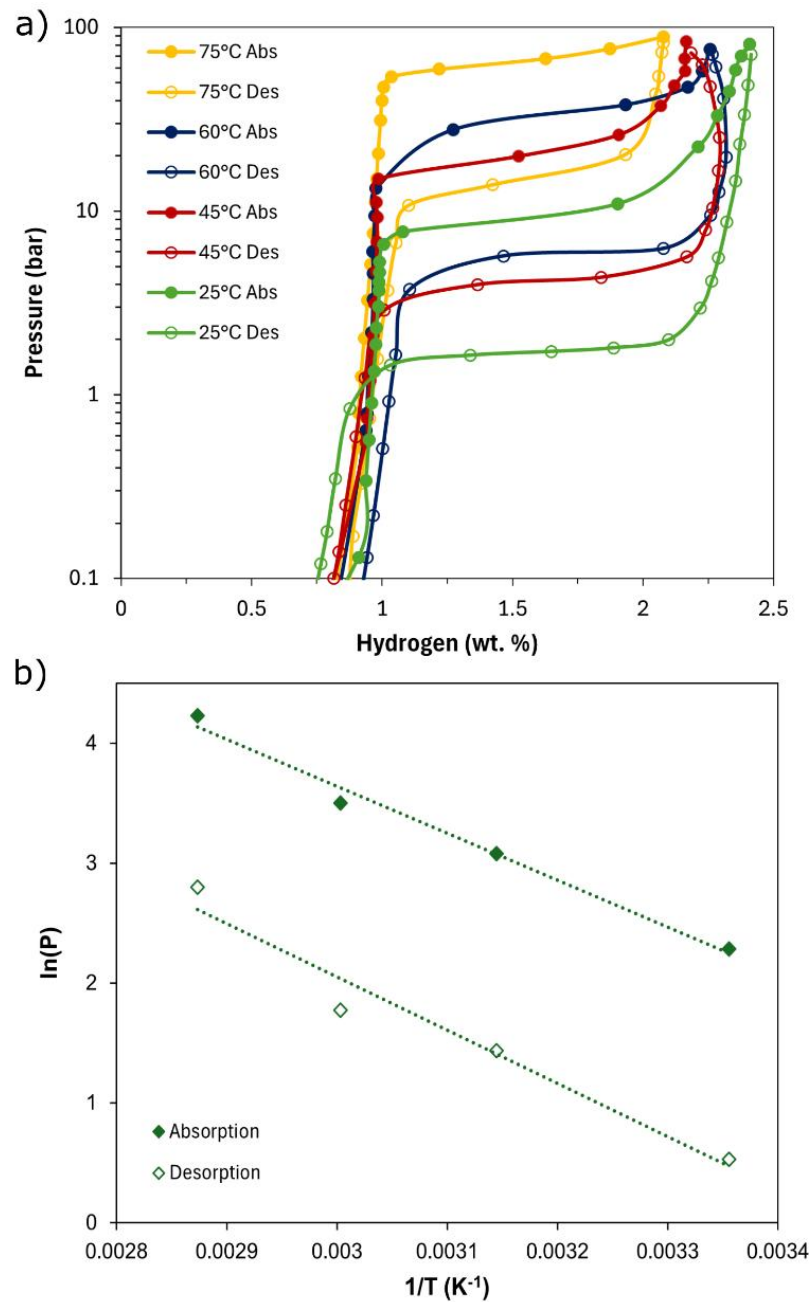 a)
100
10
1
0.1
Pressure (bar)
75°C Abs
75°C Des
60°C Abs
60°C Des
45°C Abs
45°C Des
25°C Abs
25°C Des
0 0.5 1 1.5 2 2.5
Hydrogen (wt. %)
b)
4
3
2
1
0
ln(P)
Absorption
Desorption
0.0028 0.0029 0.003 0.0031 0.0032 0.0033 0.0034
1/T (K⁻¹)